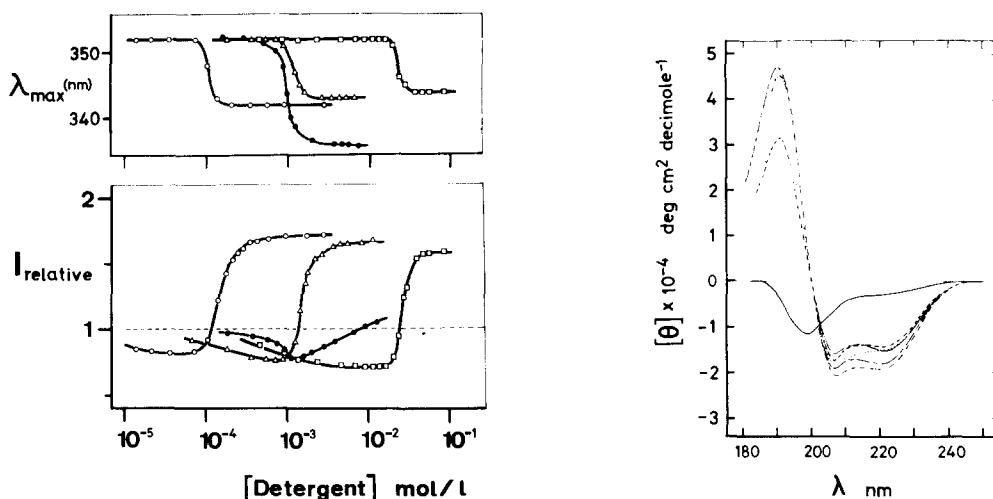 λmax(nm)
352
340
2
1
Irelative
10⁻⁵ 10⁻⁴ 10⁻³ 10⁻² 10⁻¹
[Detergent] mol/l
[θ] x 10⁻⁴ deg cm² decimole⁻¹
5
4
3
2
1
0
-1
-2
-3
180 200 220 240
λ nm